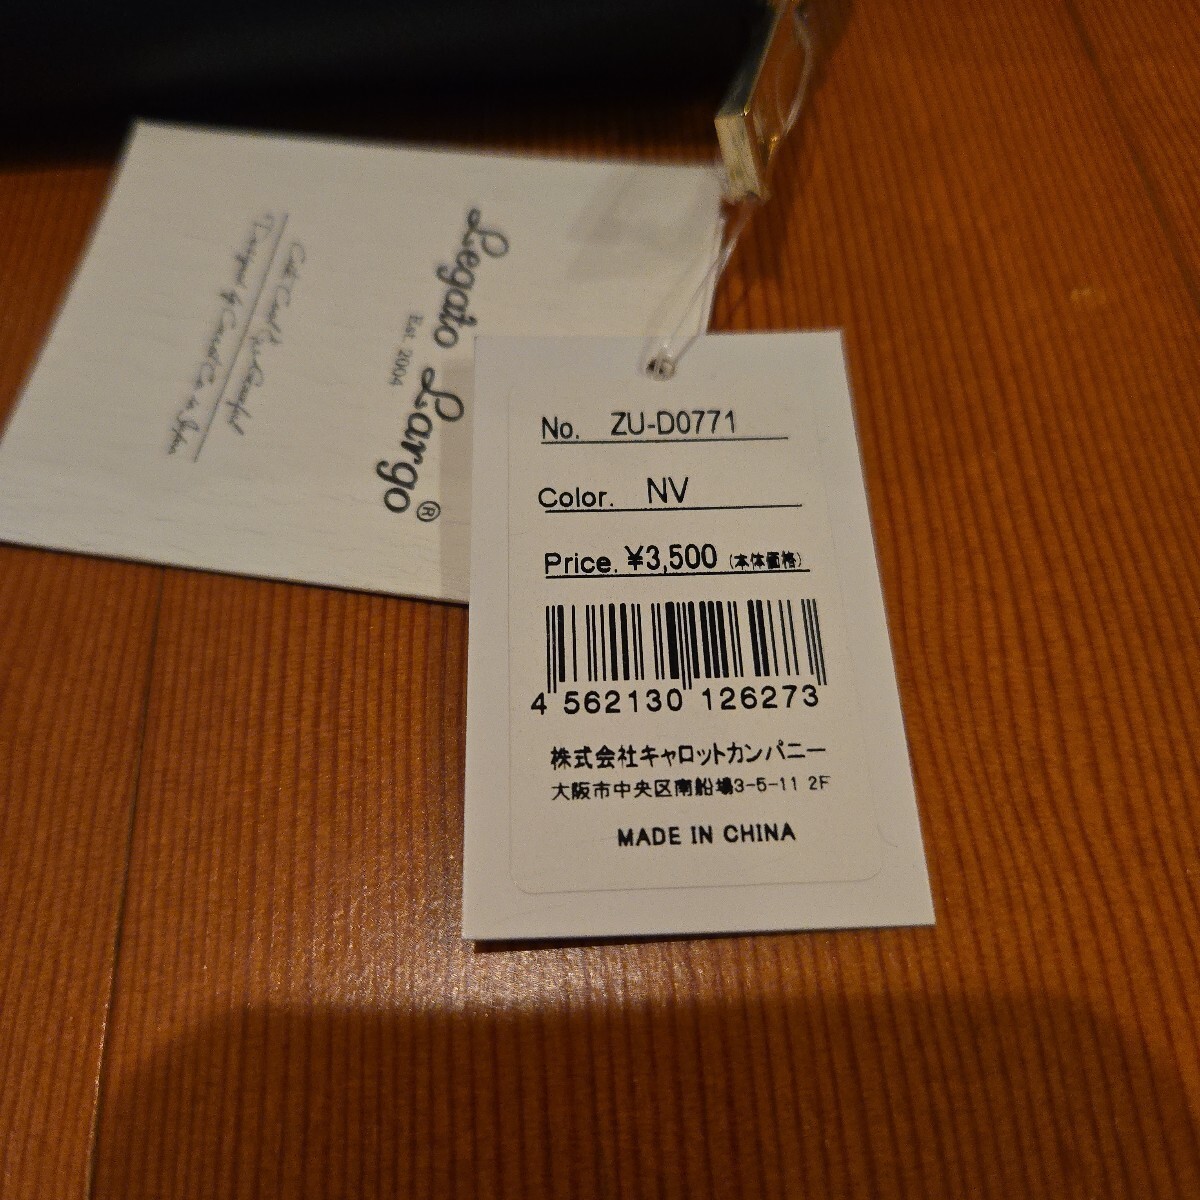 Legato Largo®
Est. 2004
No. ZU-D0771
Color. NV
Price. ¥3,500 (本体価格)
4 562130 126273
株式会社キャロットカンパニー
大阪市中央区南船場3-5-11 2F
MADE IN CHINA